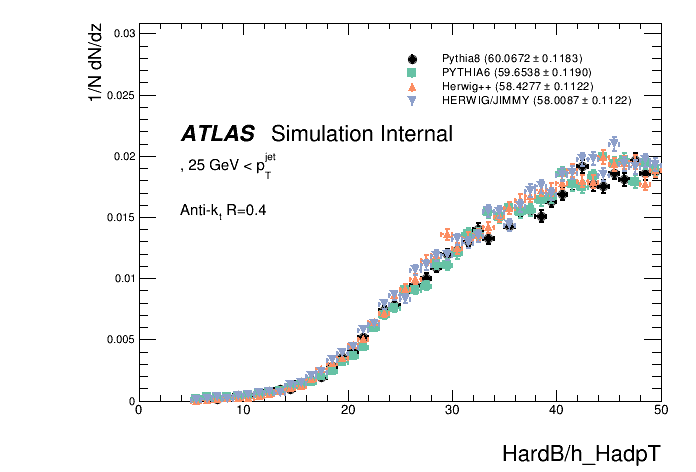 1/N dN/dz
0.03
0.025
0.02
0.015
0.01
0.005
0
Pythia8 (60.0672 ± 0.1183)
PYTHIA6 (59.6538 ± 0.1190)
Herwig++ (58.4277 ± 0.1122)
HERWIG/JIMMY (58.0087 ± 0.1122)
ATLAS Simulation Internal
, 25 GeV < p_T^jet
Anti-k_t R=0.4
0 10 20 30 40 50
HardB/h_HadpT